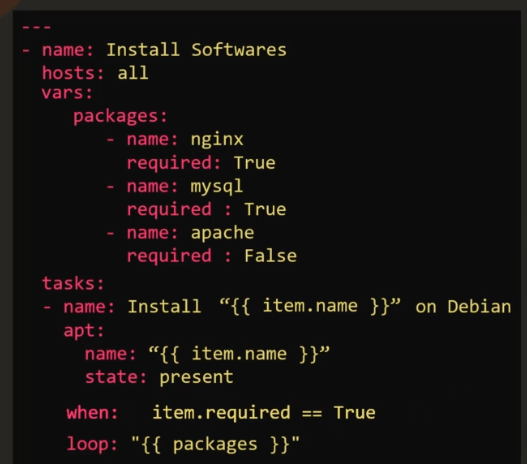 ---
- name: Install Softwares
hosts: all
vars:
packages:
- name: nginx
required: True
- name: mysql
required : True
- name: apache
required : False
tasks:
- name: Install “{{ item.name }}” on Debian
apt:
name: “{{ item.name }}”
state: present
when: item.required == True
loop: "{{ packages }}"